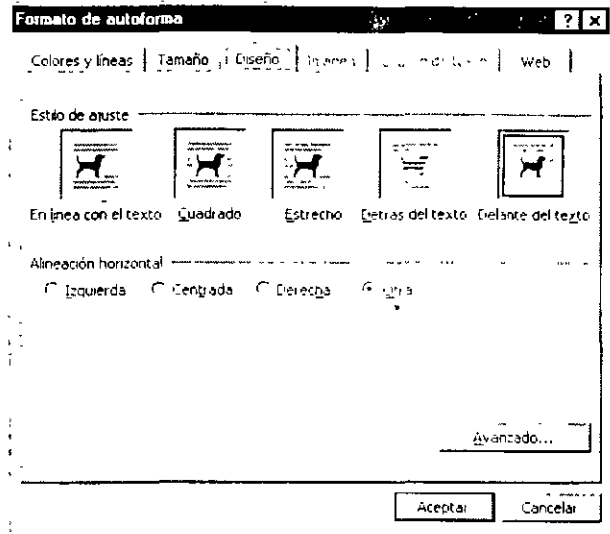 Formato de autoforma ? x
Colores y líneas Tamaño Diseño Web
Estilo de ajuste
En línea con el texto Cuadrado Estrecho Detrás del texto Delante del texto
Alineación horizontal
Izquierda Centrada Derecha Otra
Avanzado...
Aceptar Cancelar